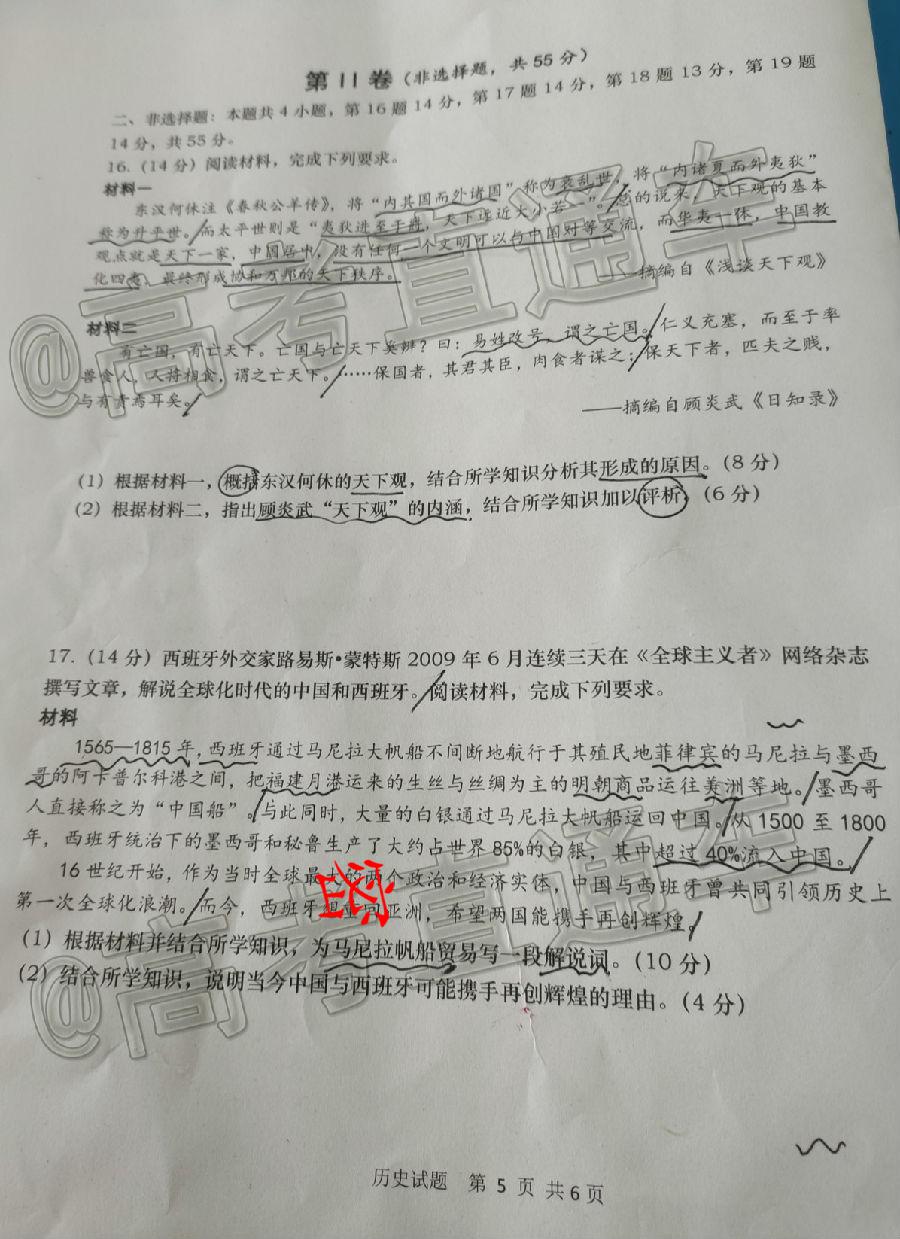 第II卷(非选择题，共55分)
二、非选择题：本题共4小题，第16题14分，第17题14分，第18题13分，第19题
14分，共55分。
16.(14分)阅读材料，完成下列要求。
材料一
东汉何休注《春秋公羊传》，将“内其国而外诸国”称为衰乱世，将“内诸夏而外夷狄”
称为升平世。而太平世则是“夷狄进至于爵，天下远近大小若一”。总的说来，天下观的基本
观点就是天下一家，中国居中，没有任何一个文明可以与中国对等交流，而华夷一体，中国教
化四夷，最终形成协和万邦的天下秩序。
——摘编自《浅谈天下观》
材料二
有亡国，有亡天下。亡国与亡天下奚辨？曰：易姓改号，谓之亡国。仁义充塞，而至于率
兽食人，人将相食，谓之亡天下。……保国者，其君其臣，肉食者谋之；保天下者，匹夫之贱，
与有责焉耳矣。
——摘编自顾炎武《日知录》
(1) 根据材料一，概括东汉何休的天下观，结合所学知识分析其形成的原因。(8分)
(2) 根据材料二，指出顾炎武“天下观”的内涵，结合所学知识加以评析。(6分)
17.(14分)西班牙外交家路易斯•蒙特斯2009年6月连续三天在《全球主义者》网络杂志
撰写文章，解说全球化时代的中国和西班牙。阅读材料，完成下列要求。
材料
1565—1815年，西班牙通过马尼拉大帆船不间断地航行于其殖民地菲律宾的马尼拉与墨西
哥的阿卡普尔科港之间，把福建月港运来的生丝与丝绸为主的明朝商品运往美洲等地。墨西哥
人直接称之为“中国船”。与此同时，大量的白银通过马尼拉大帆船运回中国。从1500至1800
年，西班牙统治下的墨西哥和秘鲁生产了大约占世界85%的白银，其中超过40%流入中国。
16世纪开始，作为当时全球最大的两个政治和经济实体，中国与西班牙曾共同引领历史上
第一次全球化浪潮。而今，西班牙亚洲，希望两国能携手再创辉煌。
(1) 根据材料并结合所学知识，为马尼拉帆船贸易写一段解说词。(10分)
(2) 结合所学知识，说明当今中国与西班牙可能携手再创辉煌的理由。(4分)
历史试题 第5页 共6页
@高考直通车
@高考直通车